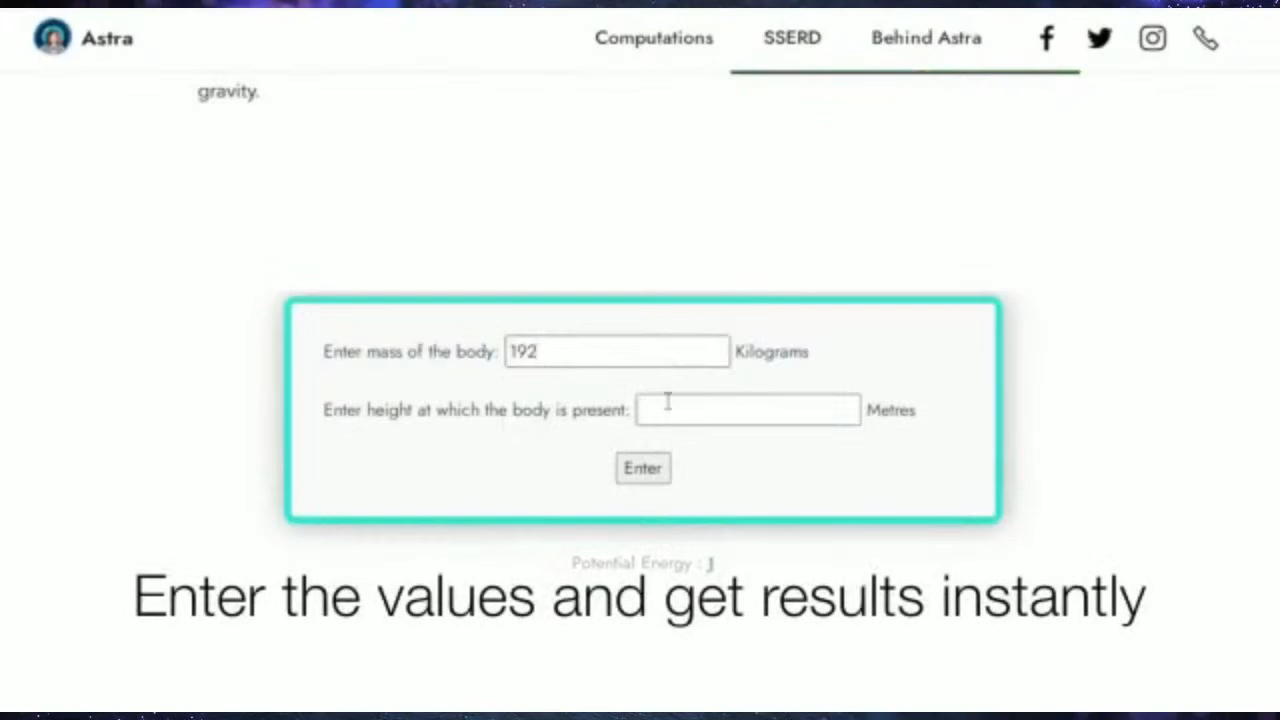 Astra
Computations SSERD Behind Astra
gravity.
Enter mass of the body: 192 Kilograms
Enter height at which the body is present: Metres
Enter
Potential Energy : J
Enter the values and get results instantly